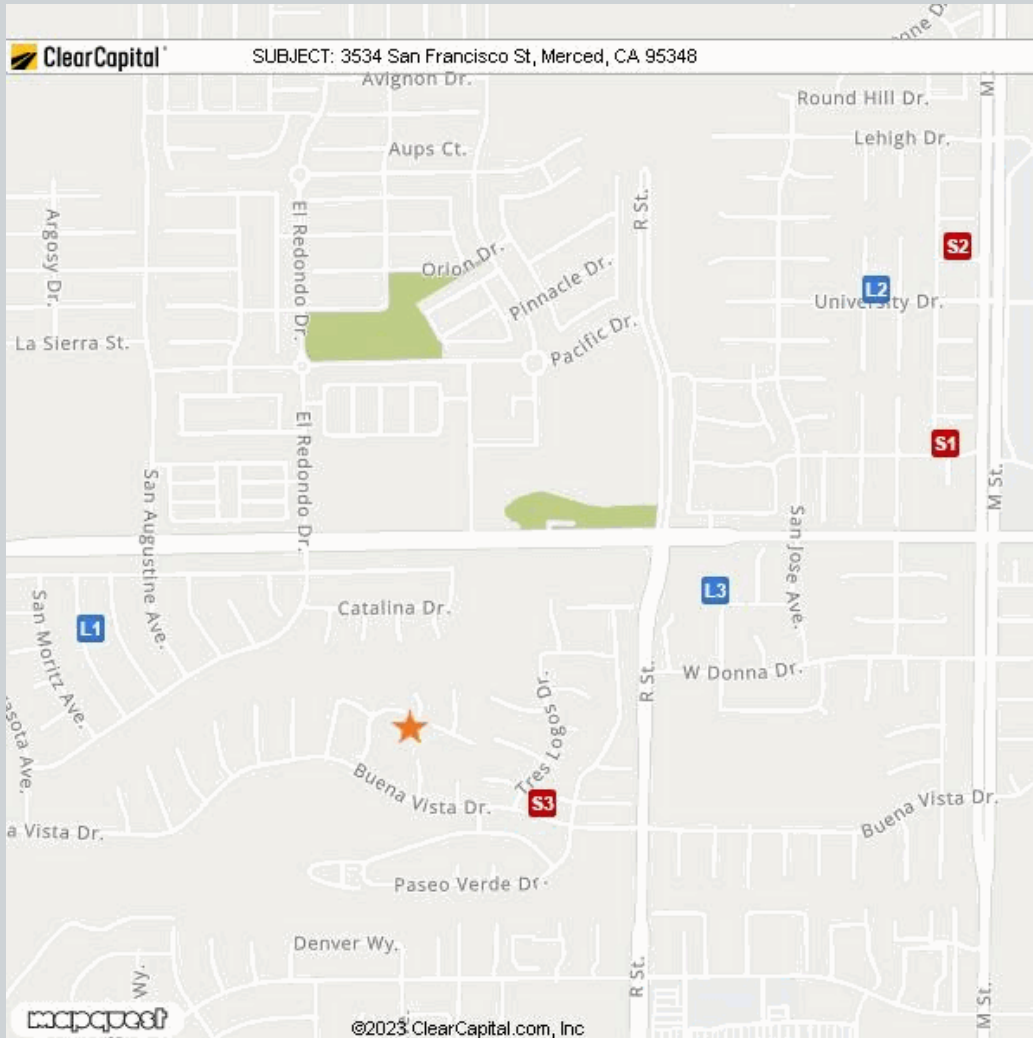 one D
ClearCapital
SUBJECT: 3534 San Francisco St, Merced, CA 95348
Avignon Dr.
M
Round Hill Dr.
Lehigh Dr.
Aups Ct.
R St.
Argosy Dr.
El Redondo Dr.
S2
Orion Dr.
Pinnacle Dr.
L2
University Dr.
La Sierra St.
Pacific Dr.
El Redondo Dr.
S1
San Augustine Ave.
M St.
San Jose Ave.
L3
San Moritz Ave.
L1
Catalina Dr.
R St.
W Donna Dr.
asota Ave.
Tres Logos Dr.
Buena Vista Dr.
S3
Buena Vista Dr.
a Vista Dr.
Paseo Verde Dr.
Denver Wy.
Wy.
R St.
M St.
mapquest
©2023 ClearCapital.com, Inc